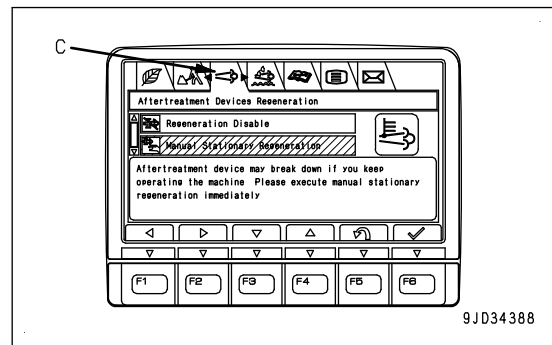 C
Aftertreatment Devices Regeneration
Regeneration Disable
Manual Stationary Regeneration
Aftertreatment device may break down if you keep
operating the machine Please execute manual stationary
regeneration immediately
F1 F2 F3 F4 F5 F6
9JD34388